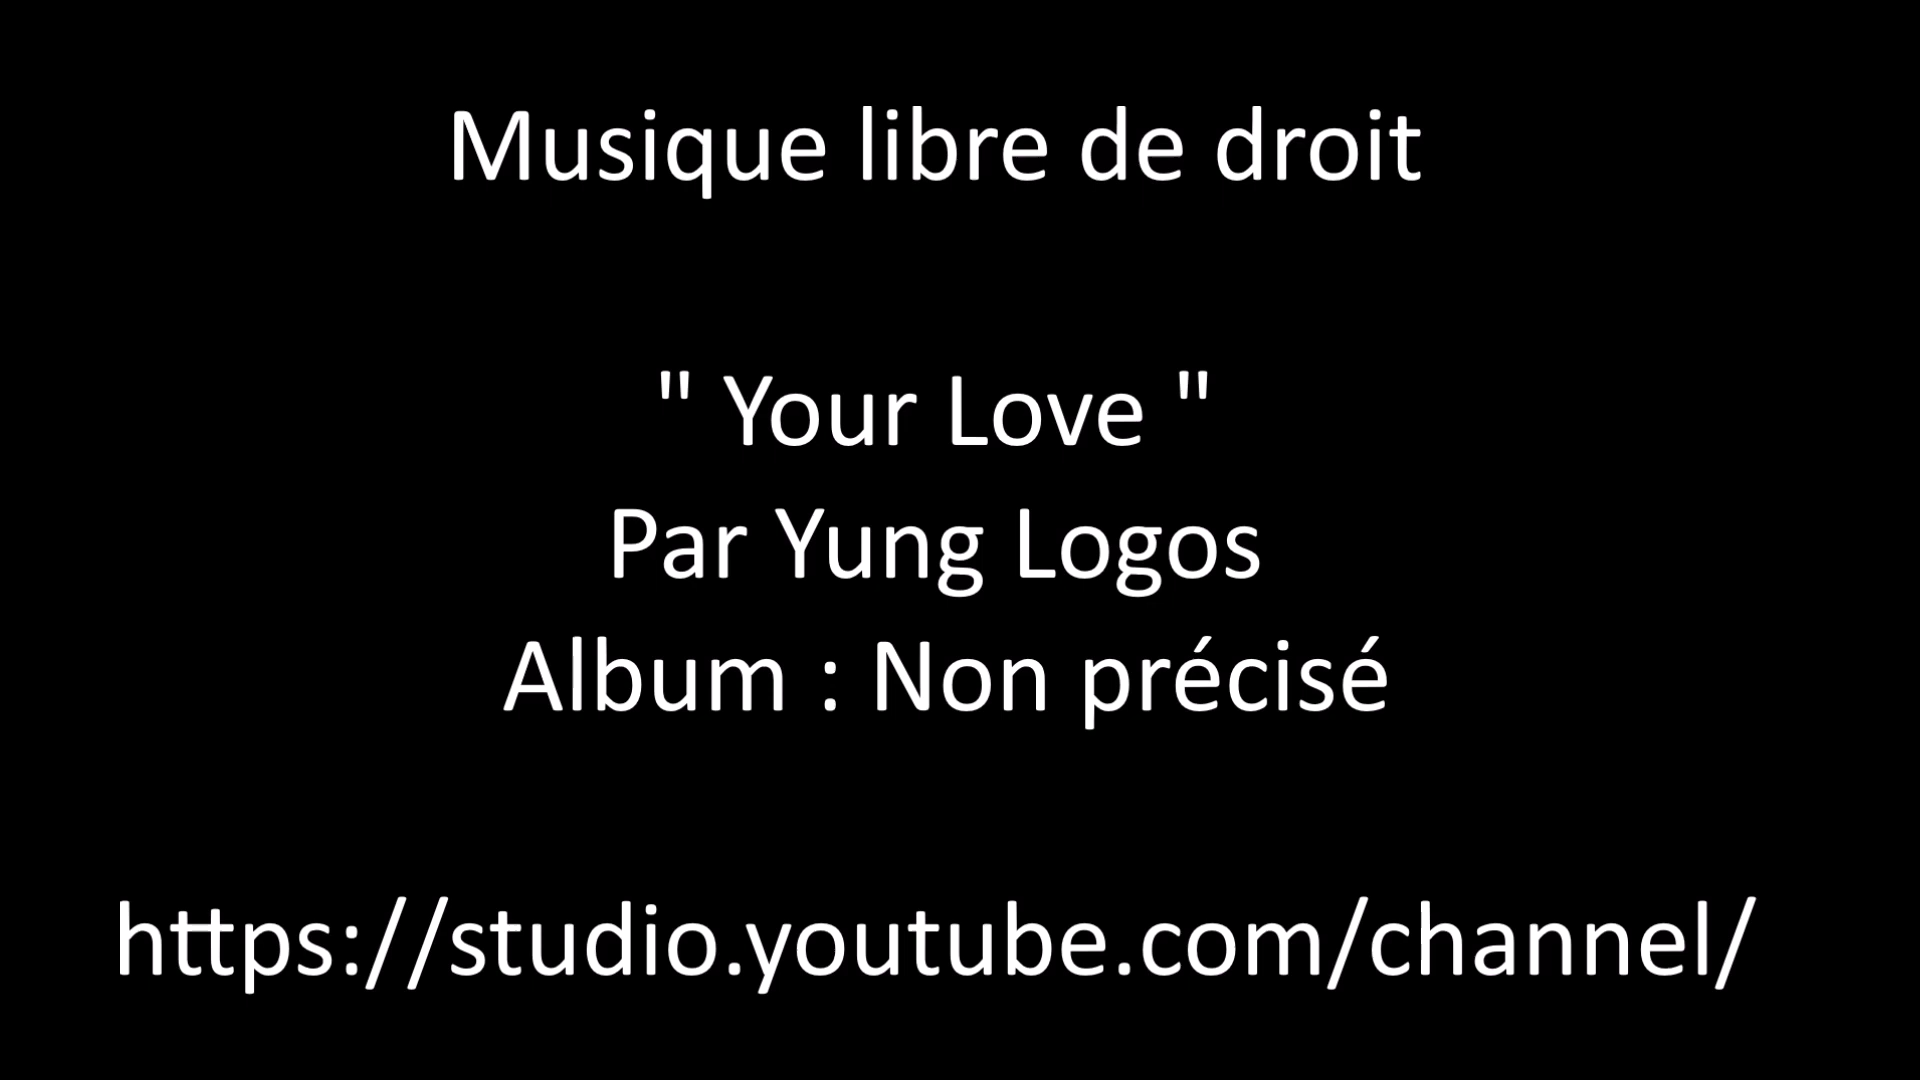 Musique libre de droit
" Your Love "
Par Yung Logos
Album : Non précisé
https://studio.youtube.com/channel/